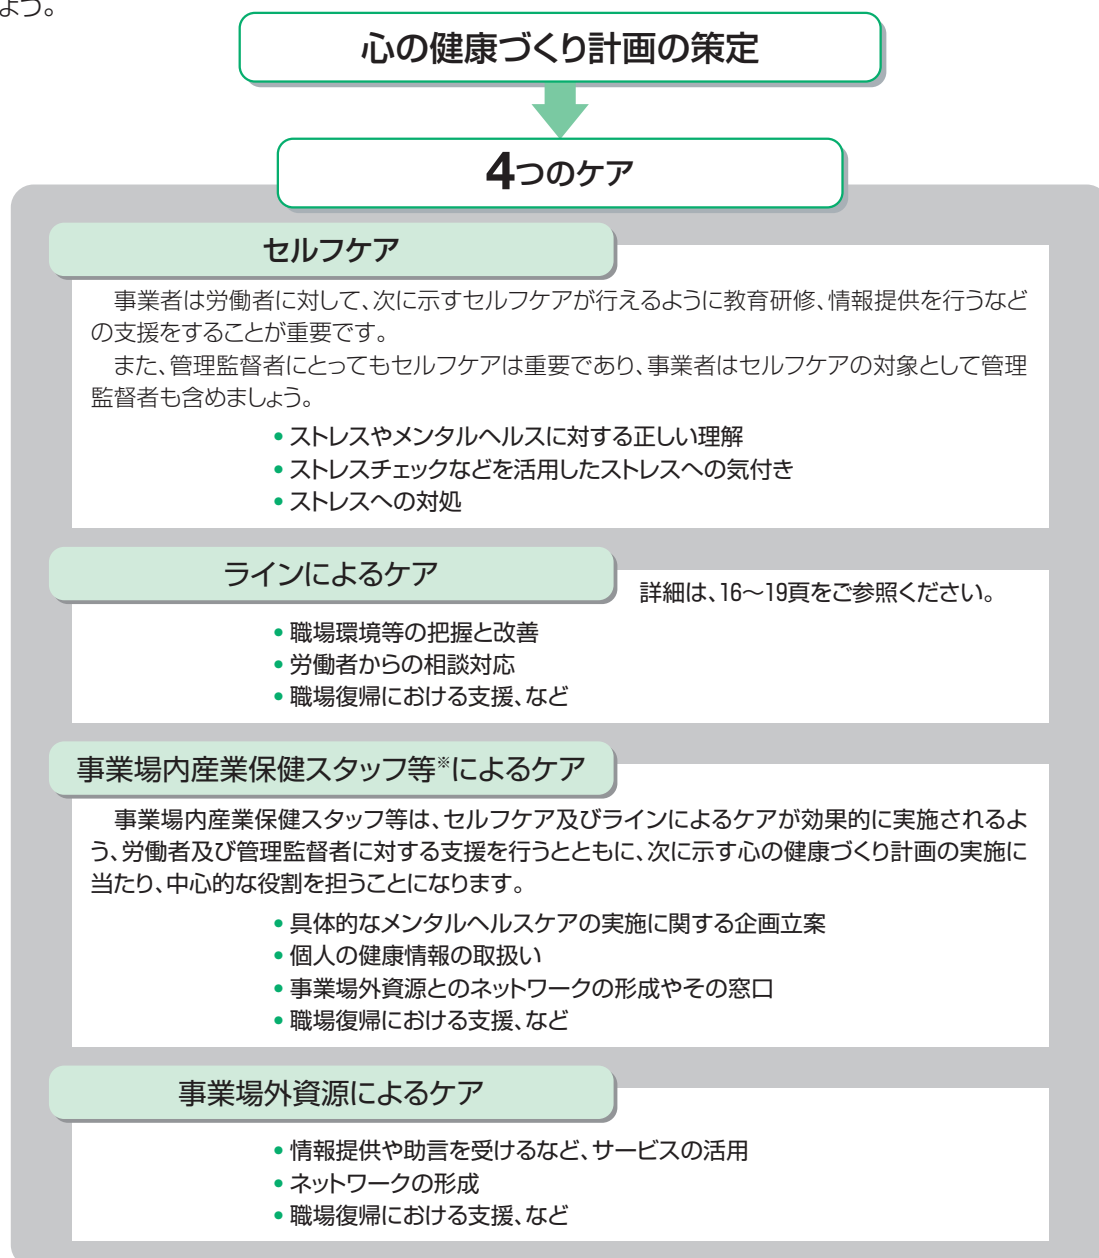 ょう。
心の健康づくり計画の策定
4つのケア
セルフケア
事業者は労働者に対して、次に示すセルフケアが行えるように教育研修、情報提供を行うなど
の支援をすることが重要です。
また、管理監督者にとってもセルフケアは重要であり、事業者はセルフケアの対象として管理
監督者も含めましょう。
• ストレスやメンタルヘルスに対する正しい理解
• ストレスチェックなどを活用したストレスへの気付き
• ストレスへの対処
ラインによるケア
詳細は、16〜19頁をご参照ください。
• 職場環境等の把握と改善
• 労働者からの相談対応
• 職場復帰における支援、など
事業場内産業保健スタッフ等※によるケア
事業場内産業保健スタッフ等は、セルフケア及びラインによるケアが効果的に実施されるよ
う、労働者及び管理監督者に対する支援を行うとともに、次に示す心の健康づくり計画の実施に
当たり、中心的な役割を担うことになります。
• 具体的なメンタルヘルスケアの実施に関する企画立案
• 個人の健康情報の取扱い
• 事業場外資源とのネットワークの形成やその窓口
• 職場復帰における支援、など
事業場外資源によるケア
• 情報提供や助言を受けるなど、サービスの活用
• ネットワークの形成
• 職場復帰における支援、など